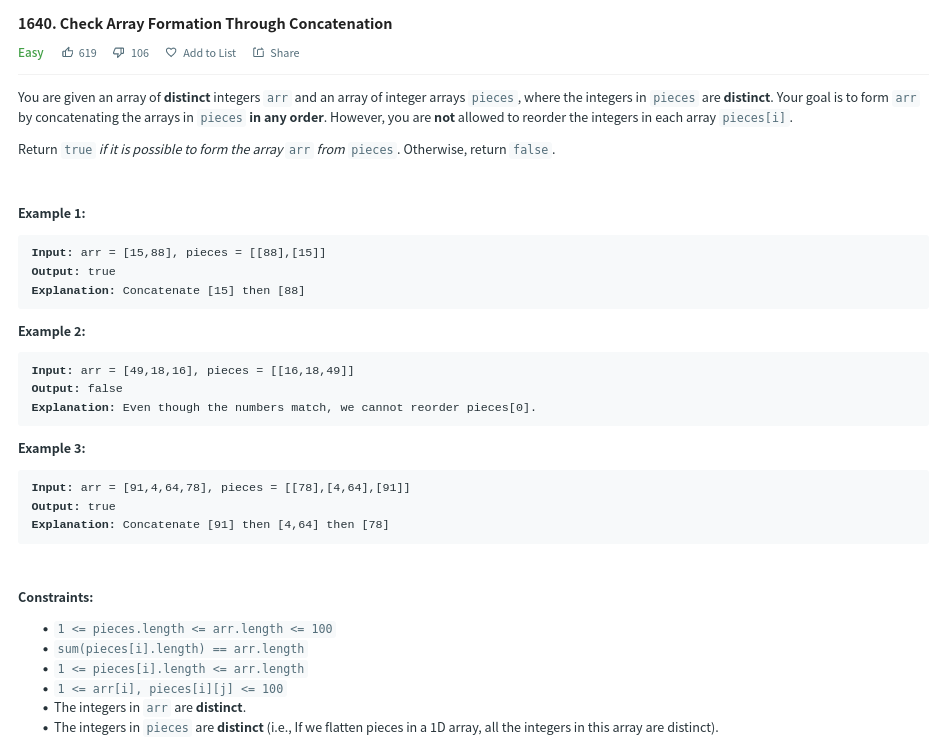 1640. Check Array Formation Through Concatenation
Easy 619 106 Add to List Share
You are given an array of distinct integers arr and an array of integer arrays pieces, where the integers in pieces are distinct. Your goal is to form arr
by concatenating the arrays in pieces in any order. However, you are not allowed to reorder the integers in each array pieces[i].
Return true if it is possible to form the array arr from pieces. Otherwise, return false.
Example 1:
Input: arr = [15,88], pieces = [[88],[15]]
Output: true
Explanation: Concatenate [15] then [88]
Example 2:
Input: arr = [49,18,16], pieces = [[16,18,49]]
Output: false
Explanation: Even though the numbers match, we cannot reorder pieces[0].
Example 3:
Input: arr = [91,4,64,78], pieces = [[78],[4,64],[91]]
Output: true
Explanation: Concatenate [91] then [4,64] then [78]
Constraints:
• 1 <= pieces.length <= arr.length <= 100
• sum(pieces[i].length) == arr.length
• 1 <= pieces[i].length <= arr.length
• 1 <= arr[i], pieces[i][j] <= 100
• The integers in arr are distinct.
• The integers in pieces are distinct (i.e., If we flatten pieces in a 1D array, all the integers in this array are distinct).